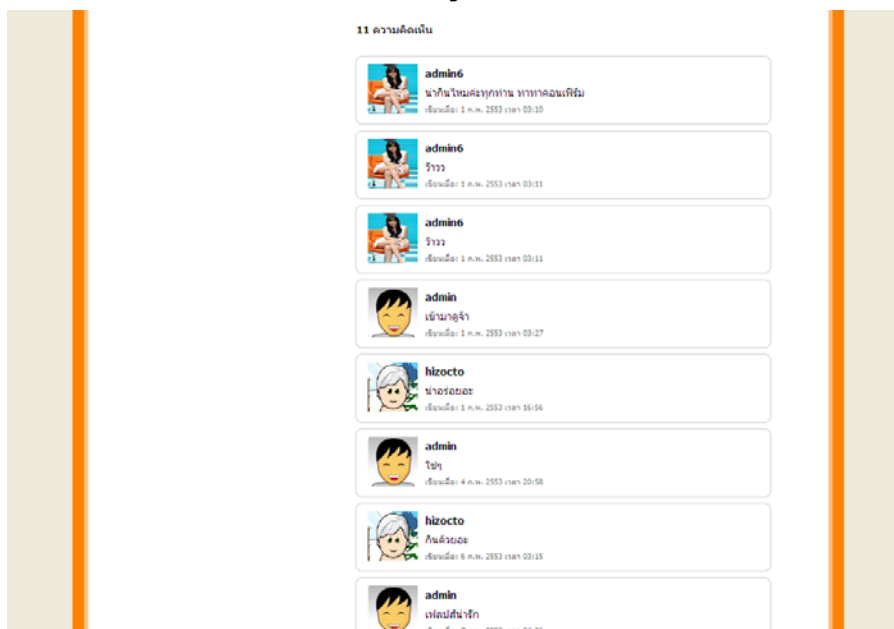 11 ความคิดเห็น
admin6
น่ากินไหมค่ะทุกท่าน ทาทาคอนเฟิร์ม
เขียนเมื่อ: 1 ก.พ. 2553 เวลา 03:10
admin6
ว้าวว
เขียนเมื่อ: 1 ก.พ. 2553 เวลา 03:11
admin6
ว้าวว
เขียนเมื่อ: 1 ก.พ. 2553 เวลา 03:11
admin
เข้ามาดูจ้า
เขียนเมื่อ: 1 ก.พ. 2553 เวลา 03:27
hizocto
น่าอร่อยอะ
เขียนเมื่อ: 1 ก.พ. 2553 เวลา 16:56
admin
ใช่ๆ
เขียนเมื่อ: 4 ก.พ. 2553 เวลา 20:58
hizocto
กินด้วยอะ
เขียนเมื่อ: 6 ก.พ. 2553 เวลา 03:15
admin
เฟลปส์น่ารัก